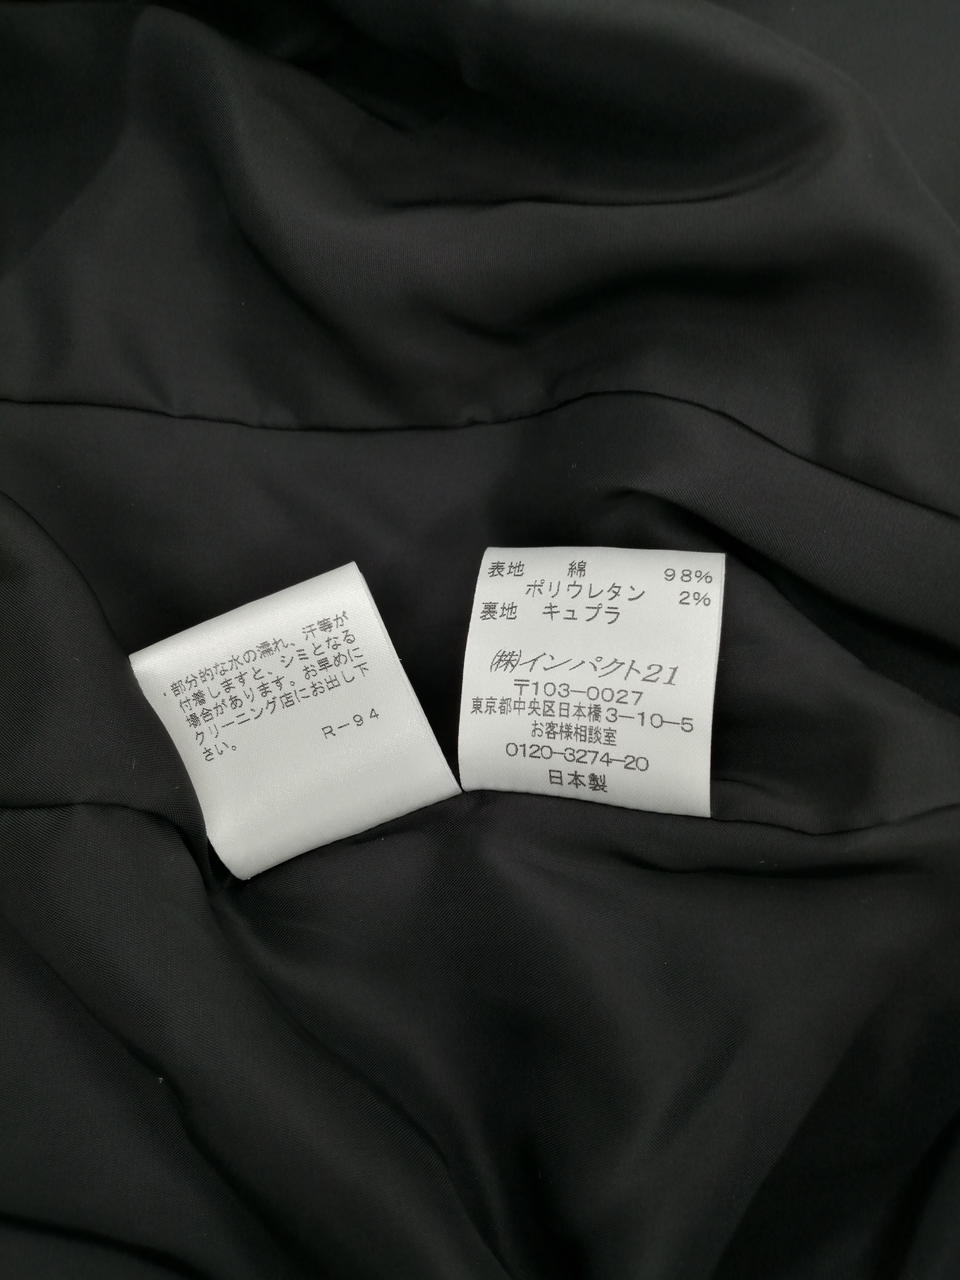 ・部分的な水の濡れ、汗等が
付着しますと、シミとなる
場合があります。お早めに
クリーニング店にお出し下
さい。
R-94
表地 綿 98%
ポリウレタン 2%
裏地 キュプラ
㈱インパクト21
〒103-0027
東京都中央区日本橋3-10-5
お客様相談室
0120-3274-20
日本製